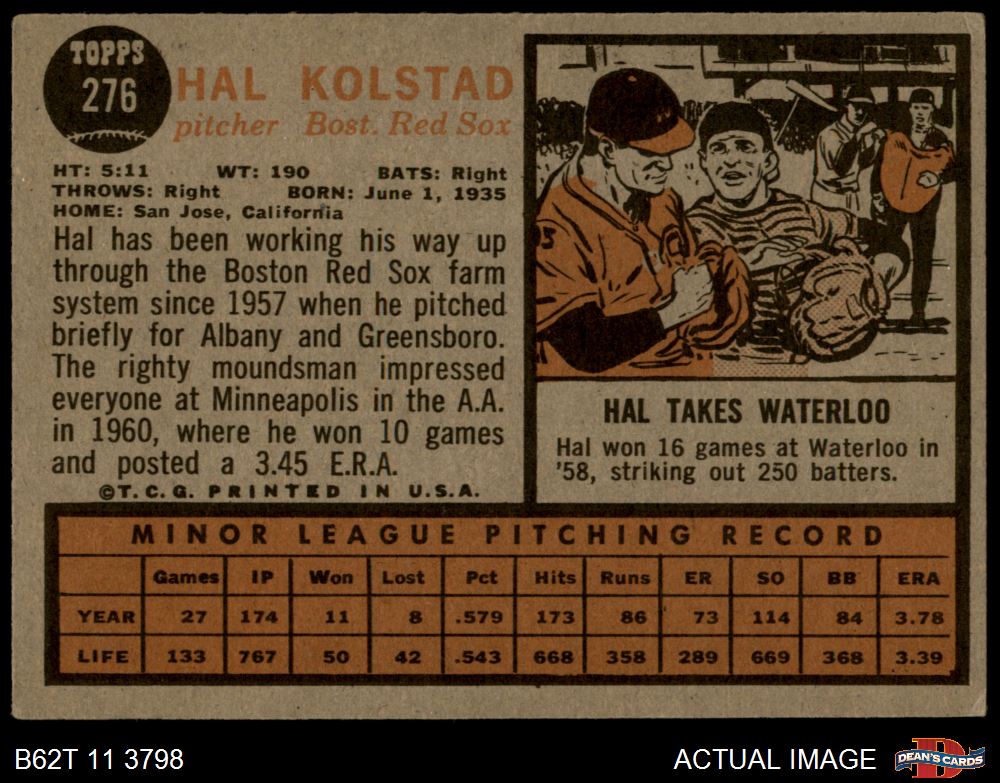 TOPPS
276
HAL KOLSTAD
pitcher Bost. Red Sox
HT: 5:11 WT: 190 BATS: Right
THROWS: Right BORN: June 1, 1935
HOME: San Jose, California
Hal has been working his way up
through the Boston Red Sox farm
system since 1957 when he pitched
briefly for Albany and Greensboro.
The righty moundsman impressed
everyone at Minneapolis in the A.A.
in 1960, where he won 10 games
and posted a 3.45 E.R.A.
©T.C.G. PRINTED IN U.S.A.
HAL TAKES WATERLOO
Hal won 16 games at Waterloo in
'58, striking out 250 batters.
MINOR LEAGUE PITCHING RECORD
Games IP Won Lost Pct Hits Runs ER SO BB ERA
YEAR 27 174 11 8 .579 173 86 73 114 84 3.78
LIFE 133 767 50 42 .543 668 358 289 669 368 3.39
B62T 11 3798 ACTUAL IMAGE
DEAN'S CARDS